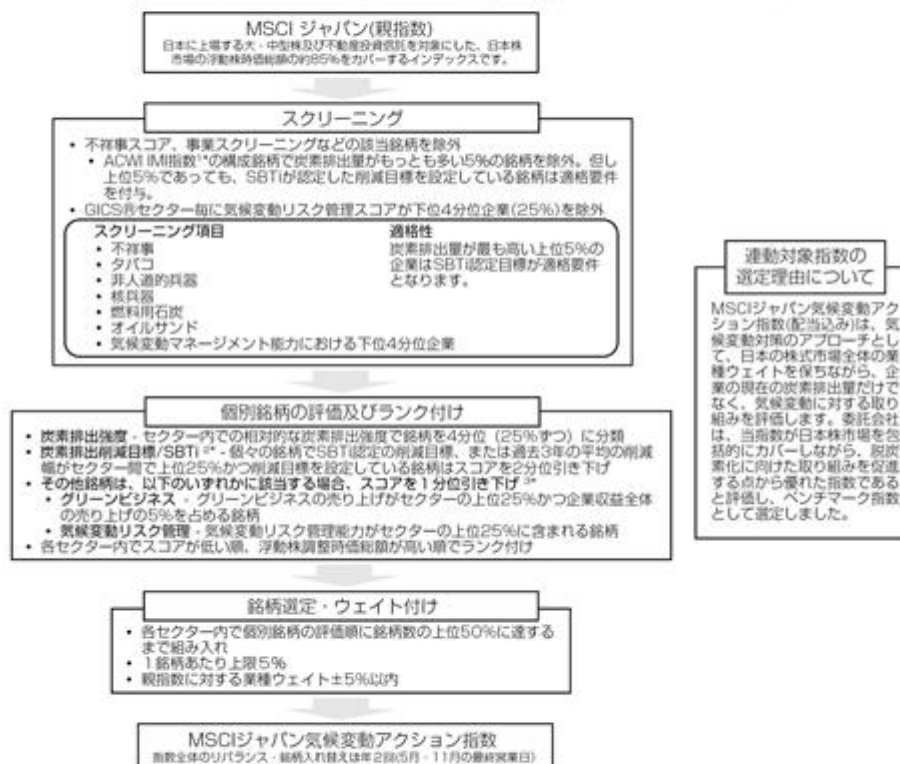 MSCI ジャパン(親指数)
日本に上場する大・中型株及び不動産投資信託を対象にした、日本株
市場の浮動株時価総額の約85%をカバーするインデックスです。
スクリーニング
• 不祥事スコア、事業スクリーニングなどの該当銘柄を除外
• ACWI IMI指数¹*の構成銘柄で炭素排出量がもっとも多い5%の銘柄を除外。但し
上位5%であっても、SBTiが認定した削減目標を設定している銘柄は適格要件
を付与。
• GICS®セクター毎に気候変動リスク管理スコアが下位4分位企業(25%)を除外
スクリーニング項目
• 不祥事
• タバコ
• 非人道的兵器
• 核兵器
• 燃料用石炭
• オイルサンド
• 気候変動マネージメント能力における下位4分位企業
適格性
炭素排出量が最も高い上位5%の
企業はSBTi認定目標が適格要件
となります。
個別銘柄の評価及びランク付け
• 炭素排出強度 - セクター内での相対的な炭素排出強度で銘柄を4分位（25%ずつ）に分類
• 炭素排出削減目標/SBTi ²* - 個々の銘柄でSBTi認定の削減目標、または過去3年の平均の削減
幅がセクター間で上位25%かつ削減目標を設定している銘柄はスコアを2分位引き下げ
• その他銘柄は、以下のいずれかに該当する場合、スコアを1分位引き下げ ³*
• グリーンビジネス - グリーンビジネスの売り上げがセクターの上位25%かつ企業収益全体
の売り上げの5%を占める銘柄
• 気候変動リスク管理 - 気候変動リスク管理能力がセクターの上位25%に含まれる銘柄
• 各セクター内でスコアが低い順、浮動株調整時価総額が高い順でランク付け
銘柄選定・ウェイト付け
• 各セクター内で個別銘柄の評価順に銘柄数の上位50%に達する
まで組み入れ
• 1銘柄あたり上限5%
• 親指数に対する業種ウェイト±5%以内
MSCIジャパン気候変動アクション指数
指数全体のリバランス・銘柄入れ替えは年2回(5月・11月の最終営業日)
連動対象指数の
選定理由について
MSCIジャパン気候変動アク
ション指数(配当込み)は、気
候変動対策のアプローチとし
て、日本の株式市場全体の業
種ウェイトを保ちながら、企
業の現在の炭素排出量だけで
なく、気候変動に対する取り
組みを評価します。委託会社
は、当指数が日本株市場を包
括的にカバーしながら、脱炭
素化に向けた取り組みを促進
する点から優れた指数である
と評価し、ベンチマーク指数
として選定しました。